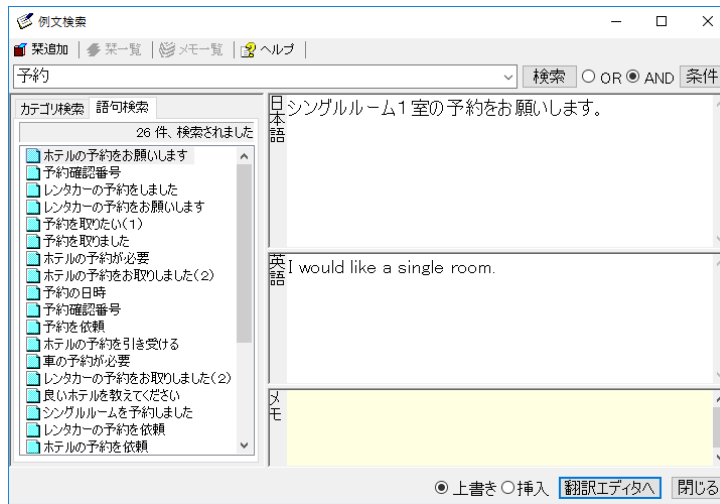 例文検索
栞追加 栞一覧 メモ一覧 ヘルプ
予約 検索 OR AND 条件
カテゴリ検索 語句検索
26 件、検索されました
ホテルの予約をお願いします
予約確認番号
レンタカーの予約をしました
レンタカーの予約をお願いします
予約を取りたい(1)
予約を取りました
ホテルの予約が必要
ホテルの予約をお取りしました(2)
予約の日時
予約確認番号
予約を依頼
ホテルの予約を引き受ける
車の予約が必要
レンタカーの予約をお取りしました(2)
良いホテルを教えてください
シングルルームを予約しました
レンタカーの予約を依頼
ホテルの予約を依頼
日本語
シングルルーム1室の予約をお願いします。
英語
I would like a single room.
メモ
上書き 挿入 翻訳エディタへ 閉じる